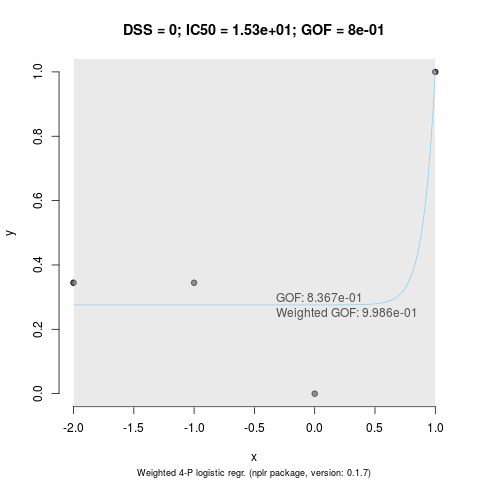 DSS = 0; IC50 = 1.53e+01; GOF = 8e-01
1.0
0.8
0.6
0.4
0.2
0.0
y
GOF: 8.367e-01
Weighted GOF: 9.986e-01
-2.0 -1.5 -1.0 -0.5 0.0 0.5 1.0
x
Weighted 4-P logistic regr. (nplr package, version: 0.1.7)